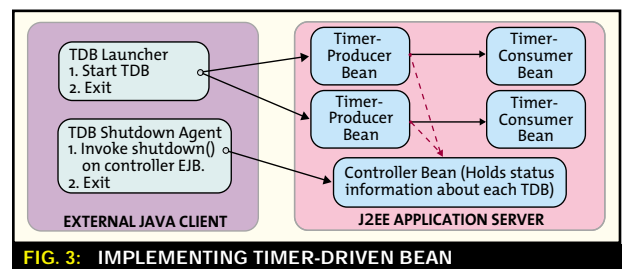 TDB Launcher
1. Start TDB
2. Exit
TDB Shutdown Agent
1. Invoke shutdown()
on controller EJB.
2. Exit
EXTERNAL JAVA CLIENT
Timer-
Producer
Bean
Timer-
Consumer
Bean
Timer-
Producer
Bean
Timer-
Consumer
Bean
Controller Bean (Holds status
information about each TDB)
J2EE APPLICATION SERVER
FIG. 3: IMPLEMENTING TIMER-DRIVEN BEAN